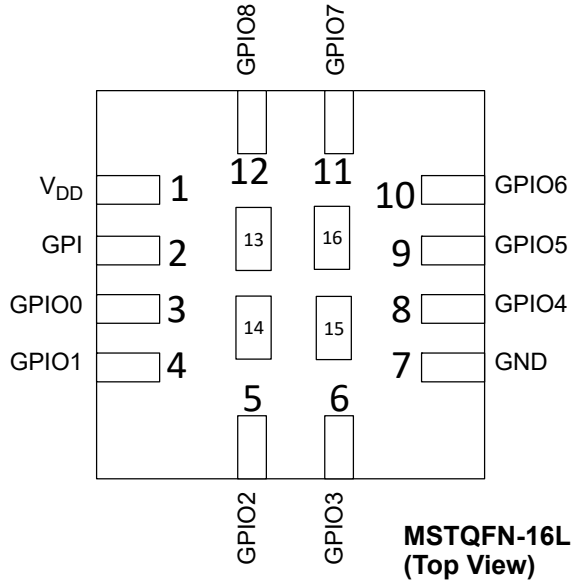 GPIO8
GPIO7
12
11
V_DD
1
10
GPIO6
GPI
2
13
16
9
GPIO5
GPIO0
3
14
15
8
GPIO4
GPIO1
4
7
GND
5
6
GPIO2
GPIO3
MSTQFN-16L
(Top View)